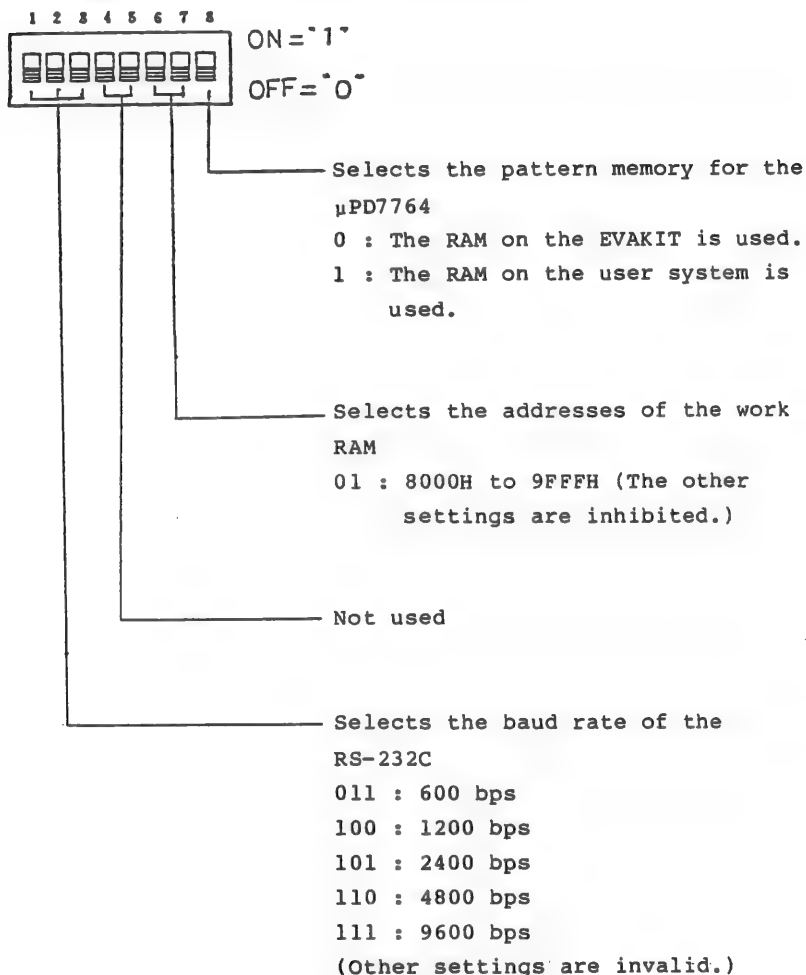 1 2 3 4 5 6 7 8
ON="1"
OFF="0"
Selects the pattern memory for the
µPD7764
0 : The RAM on the EVAKIT is used.
1 : The RAM on the user system is
used.
Selects the addresses of the work
RAM
01 : 8000H to 9FFFH (The other
settings are inhibited.)
Not used
Selects the baud rate of the
RS-232C
011 : 600 bps
100 : 1200 bps
101 : 2400 bps
110 : 4800 bps
111 : 9600 bps
(Other settings are invalid.)